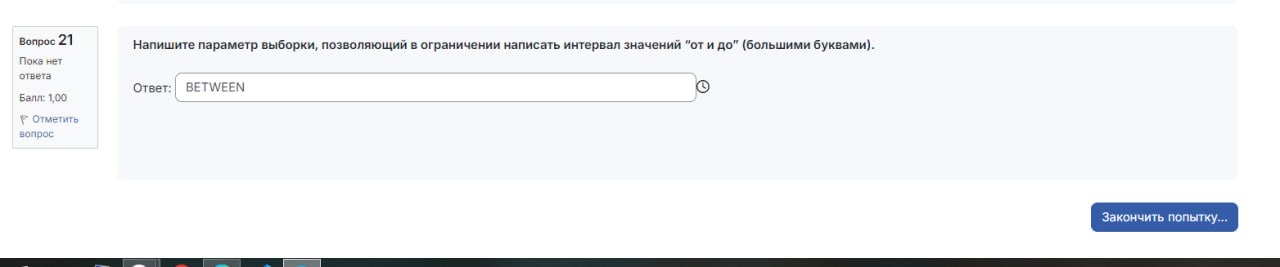 Вопрос 21
Пока нет
ответа
Балл: 1,00
Отметить
вопрос
Напишите параметр выборки, позволяющий в ограничении написать интервал значений “от и до” (большими буквами).
Ответ: BETWEEN
Закончить попытку...